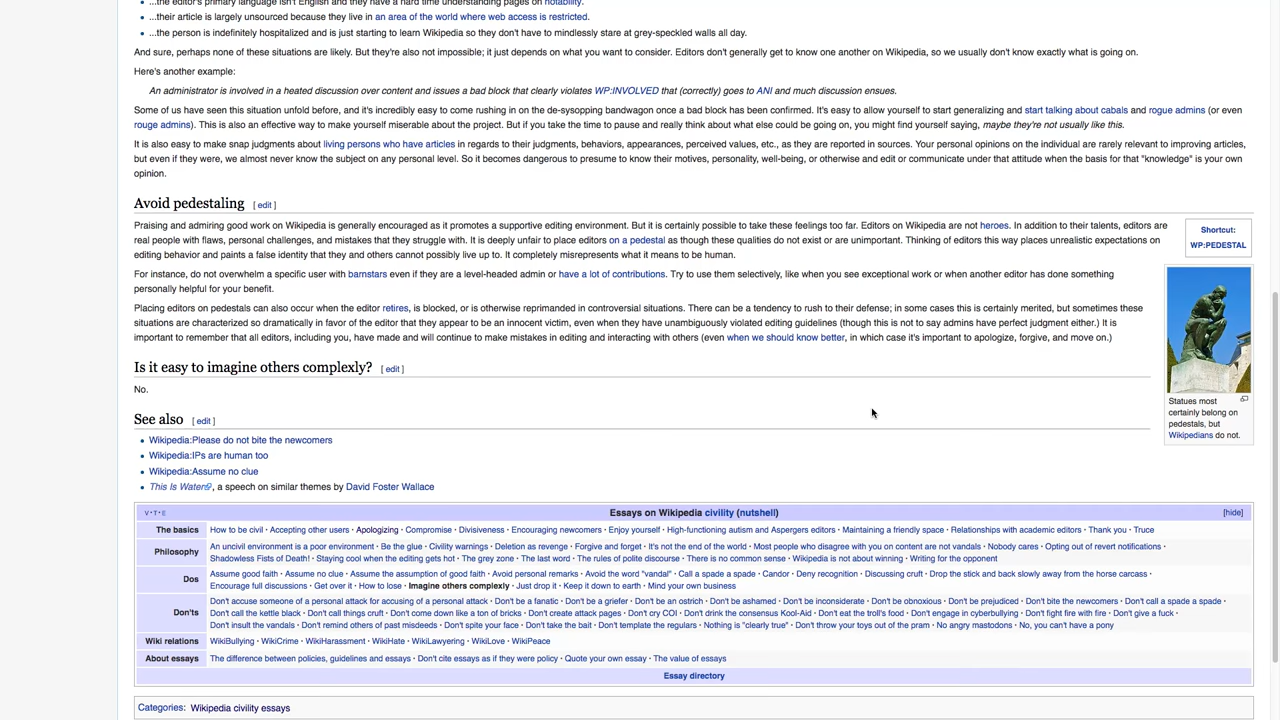 ...the editor's primary language isn't English and they have a hard time understanding pages on notability.
...their article is largely unsourced because they live in an area of the world where web access is restricted.
...the person is indefinitely hospitalized and is just starting to learn Wikipedia so they don't have to mindlessly stare at grey-speckled walls all day.
And sure, perhaps none of these situations are likely. But they're also not impossible; it just depends on what you want to consider. Editors don't generally get to know one another on Wikipedia, so we usually don't know exactly what is going on.
Here's another example:
An administrator is involved in a heated discussion over content and issues a bad block that clearly violates WP:INVOLVED that (correctly) goes to ANI and much discussion ensues.
Some of us have seen this situation unfold before, and it's incredibly easy to come rushing in on the de-sysopping bandwagon once a bad block has been confirmed. It's easy to allow yourself to start generalizing and start talking about cabals and rogue admins (or even
rouge admins). This is also an effective way to make yourself miserable about the project. But if you take the time to pause and really think about what else could be going on, you might find yourself saying, maybe they're not usually like this.
It is also easy to make snap judgments about living persons who have articles in regards to their judgments, behaviors, appearances, perceived values, etc., as they are reported in sources. Your personal opinions on the individual are rarely relevant to improving articles,
but even if they were, we almost never know the subject on any personal level. So it becomes dangerous to presume to know their motives, personality, well-being, or otherwise and edit or communicate under that attitude when the basis for that "knowledge" is your own
opinion.
Avoid pedestaling [ edit ]
Praising and admiring good work on Wikipedia is generally encouraged as it promotes a supportive editing environment. But it is certainly possible to take these feelings too far. Editors on Wikipedia are not heroes. In addition to their talents, editors are
real people with flaws, personal challenges, and mistakes that they struggle with. It is deeply unfair to place editors on a pedestal as though these qualities do not exist or are unimportant. Thinking of editors this way places unrealistic expectations on
editing behavior and paints a false identity that they and others cannot possibly live up to. It completely misrepresents what it means to be human.
Shortcut:
WP:PEDESTAL
For instance, do not overwhelm a specific user with barnstars even if they are a level-headed admin or have a lot of contributions. Try to use them selectively, like when you see exceptional work or when another editor has done something
personally helpful for your benefit.
Placing editors on pedestals can also occur when the editor retires, is blocked, or is otherwise reprimanded in controversial situations. There can be a tendency to rush to their defense; in some cases this is certainly merited, but sometimes these
situations are characterized so dramatically in favor of the editor that they appear to be an innocent victim, even when they have unambiguously violated editing guidelines (though this is not to say admins have perfect judgment either.) It is
important to remember that all editors, including you, have made and will continue to make mistakes in editing and interacting with others (even when we should know better, in which case it's important to apologize, forgive, and move on.)
Statues most
certainly belong on
pedestals, but
Wikipedians do not.
Is it easy to imagine others complexly? [ edit ]
No.
See also [ edit ]
Wikipedia:Please do not bite the newcomers
Wikipedia:IPs are human too
Wikipedia:Assume no clue
This Is Water, a speech on similar themes by David Foster Wallace
V · T · E Essays on Wikipedia civility (nutshell) [hide]
The basics How to be civil · Accepting other users · Apologizing · Compromise · Divisiveness · Encouraging newcomers · Enjoy yourself · High-functioning autism and Aspergers editors · Maintaining a friendly space · Relationships with academic editors · Thank you · Truce
Philosophy An uncivil environment is a poor environment · Be the glue · Civility warnings · Deletion as revenge · Forgive and forget · It's not the end of the world · Most people who disagree with you on content are not vandals · Nobody cares · Opting out of revert notifications ·
Shadowless Fists of Death! · Staying cool when the editing gets hot · The grey zone · The last word · The rules of polite discourse · There is no common sense · Wikipedia is not about winning · Writing for the opponent
Dos Assume good faith · Assume no clue · Assume the assumption of good faith · Avoid personal remarks · Avoid the word "vandal" · Call a spade a spade · Candor · Deny recognition · Discussing cruft · Drop the stick and back slowly away from the horse carcass ·
Encourage full discussions · Get over it · How to lose · Imagine others complexly · Just drop it · Keep it down to earth · Mind your own business
Don'ts Don't accuse someone of a personal attack for accusing of a personal attack · Don't be a fanatic · Don't be a griefer · Don't be an ostrich · Don't be ashamed · Don't be inconsiderate · Don't be obnoxious · Don't be prejudiced · Don't bite the newcomers · Don't call a spade a spade ·
Don't call the kettle black · Don't call things cruft · Don't come down like a ton of bricks · Don't create attack pages · Don't cry COI · Don't drink the consensus Kool-Aid · Don't eat the troll's food · Don't engage in cyberbullying · Don't fight fire with fire · Don't give a fuck ·
Don't insult the vandals · Don't remind others of past misdeeds · Don't spite your face · Don't take the bait · Don't template the regulars · Nothing is "clearly true" · Don't throw your toys out of the pram · No angry mastodons · No, you can't have a pony
Wiki relations WikiBullying · WikiCrime · WikiHarassment · WikiHate · WikiLawyering · WikiLove · WikiPeace
About essays The difference between policies, guidelines and essays · Don't cite essays as if they were policy · Quote your own essay · The value of essays
Essay directory
Categories: Wikipedia civility essays